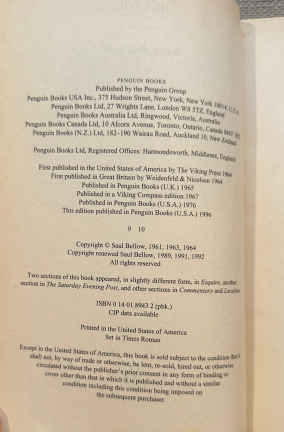 PENGUIN BOOKS
Published by the Penguin Group
Penguin Books USA Inc., 375 Hudson Street, New York, New York 10014, U.S.A.
Penguin Books Ltd, 27 Wrights Lane, London W8 5TZ, England
Penguin Books Australia Ltd, Ringwood, Victoria, Australia
Penguin Books Canada Ltd, 10 Alcorn Avenue, Toronto, Ontario, Canada
Penguin Books (N.Z.) Ltd, 182–190 Wairau Road, Auckland 10, New Zealand
Penguin Books Ltd, Registered Offices: Harmondsworth, Middlesex, England
First published in the United States of America by The Viking Press 1964
First published in Great Britain by Weidenfeld & Nicolson 1964
Published in Penguin Books (U.K.) 1965
Published in a Viking Compass edition 1967
Published in Penguin Books (U.S.A.) 1976
This edition published in Penguin Books (U.S.A.) 1996
9 10
Copyright © Saul Bellow, 1961, 1963, 1964
Copyright renewed Saul Bellow, 1989, 1991, 1992
All rights reserved
Two sections of this book appeared, in slightly different form, in Esquire, another
section in The Saturday Evening Post, and other sections in Commentary and Location
ISBN 0 14 01.8943 2 (pbk.)
CIP data available
Printed in the United States of America
Set in Times Roman
Except in the United States of America, this book is sold subject to the condition that it
shall not, by way of trade or otherwise, be lent, re-sold, hired out, or otherwise
circulated without the publisher's prior consent in any form of binding or
cover other than that in which it is published and without a similar
condition including this condition being imposed on
the subsequent purchaser